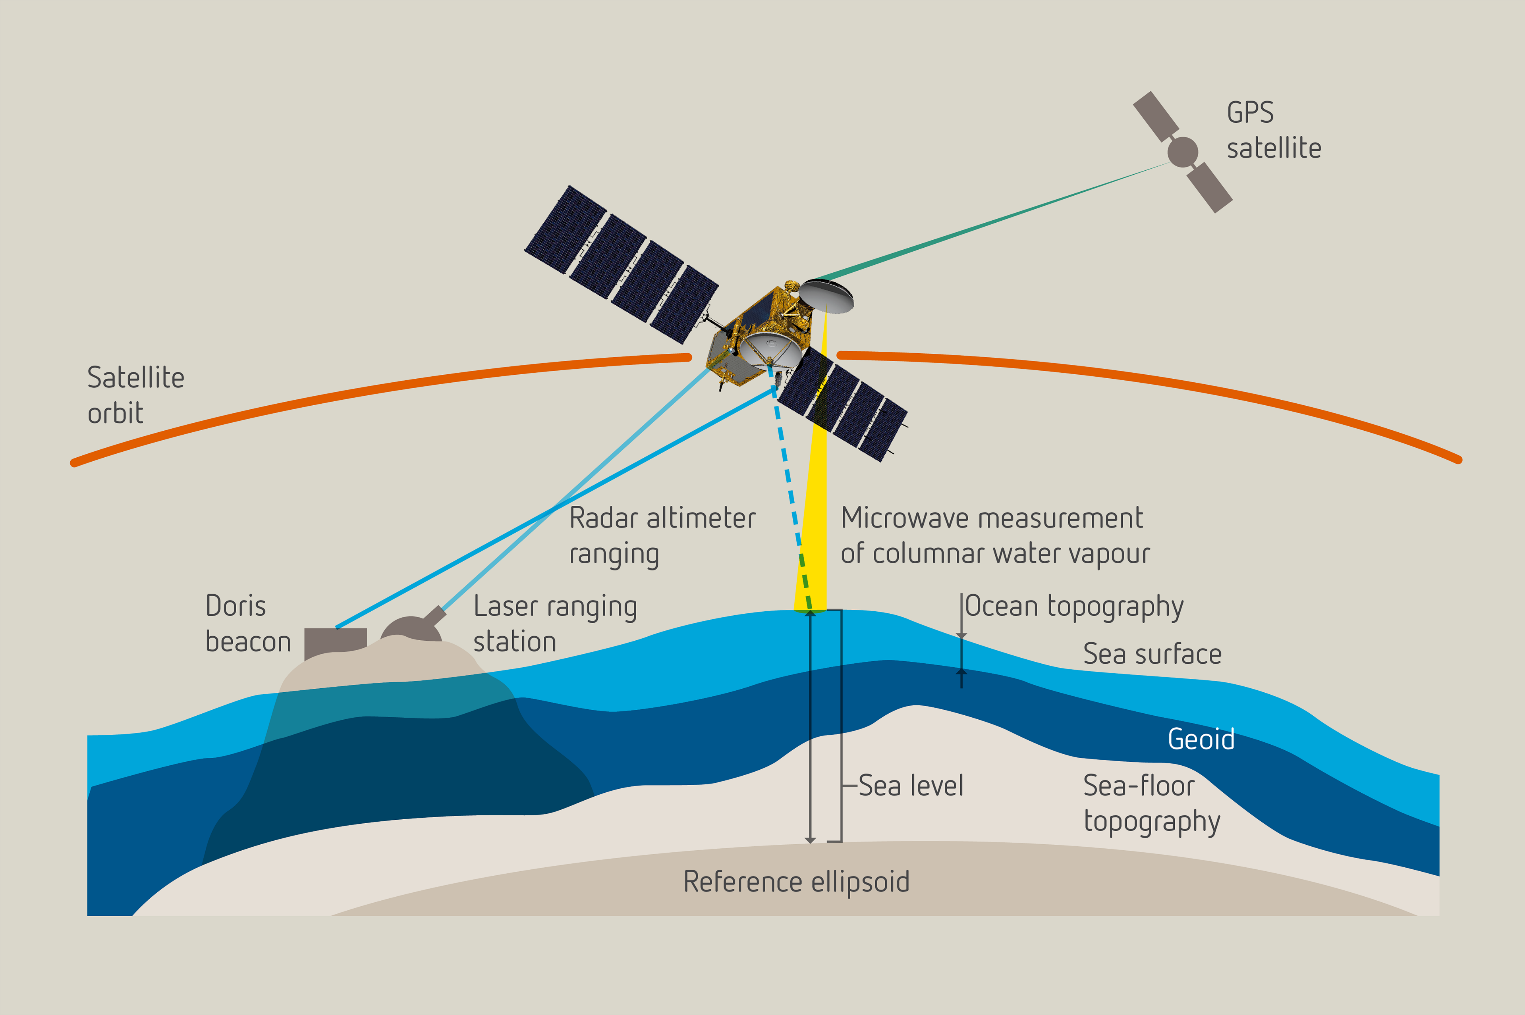 GPS
satellite
Satellite
orbit
Radar altimeter
ranging
Microwave measurement
of columnar water vapour
Doris
beacon
Laser ranging
station
Ocean topography
Sea surface
Geoid
Sea level
Sea-floor
topography
Reference ellipsoid